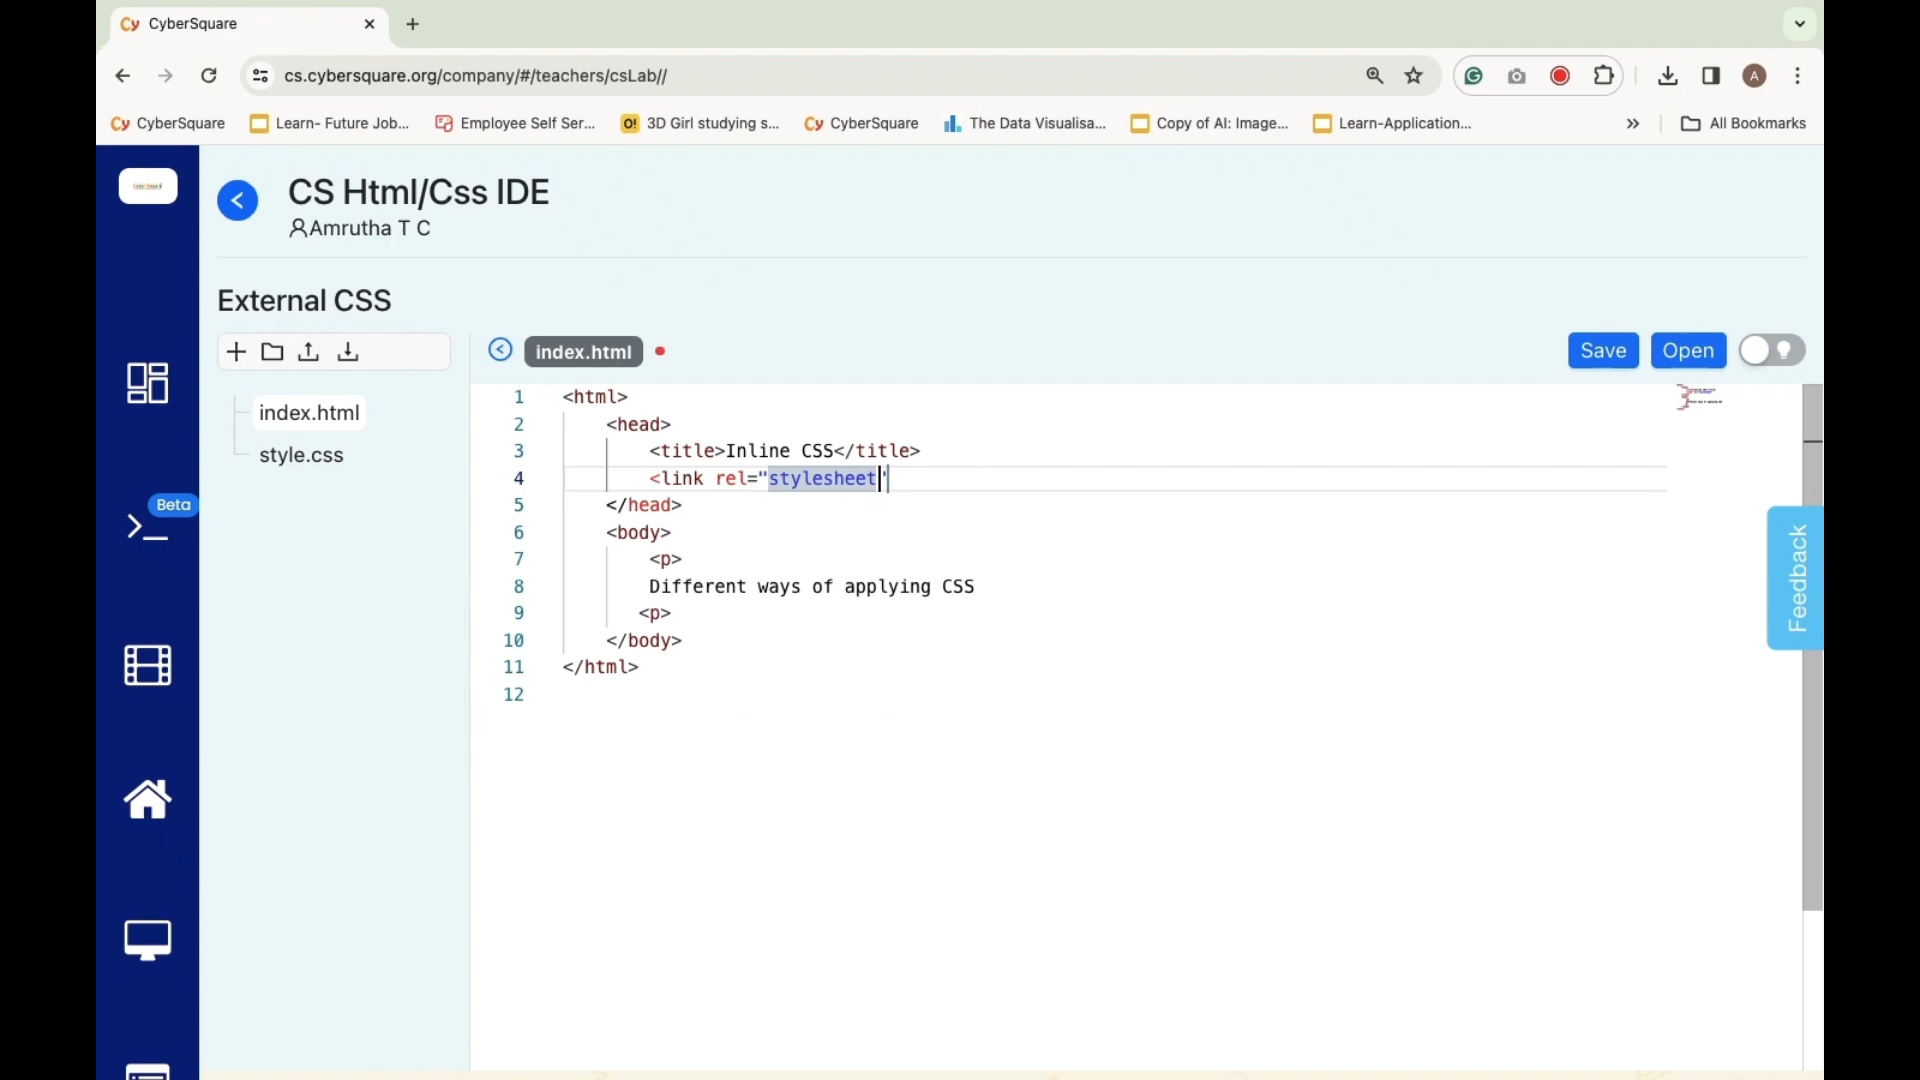 Cy CyberSquare
cs.cybersquare.org/company/#/teachers/csLab//
A
Cy CyberSquare
Learn- Future Job...
Employee Self Ser...
O! 3D Girl studying s...
Cy CyberSquare
The Data Visualisa...
Copy of AI: Image...
Learn-Application...
All Bookmarks
CS Html/Css IDE
Amrutha T C
External CSS
index.html
Save
Open
index.html
style.css
Beta
1 <html>
2 <head>
3 <title>Inline CSS</title>
4 <link rel="stylesheet"
5 </head>
6 <body>
7 <p>
8 Different ways of applying CSS
9 <p>
10 </body>
11 </html>
12
Feedback